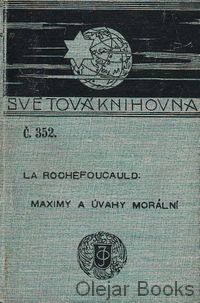 SVĚTOVÁ KNIHOVNA
Č. 352.
LA ROCHEFOUCAULD:
MAXIMY A ÚVAHY MORÁLNÍ
Olejar Books